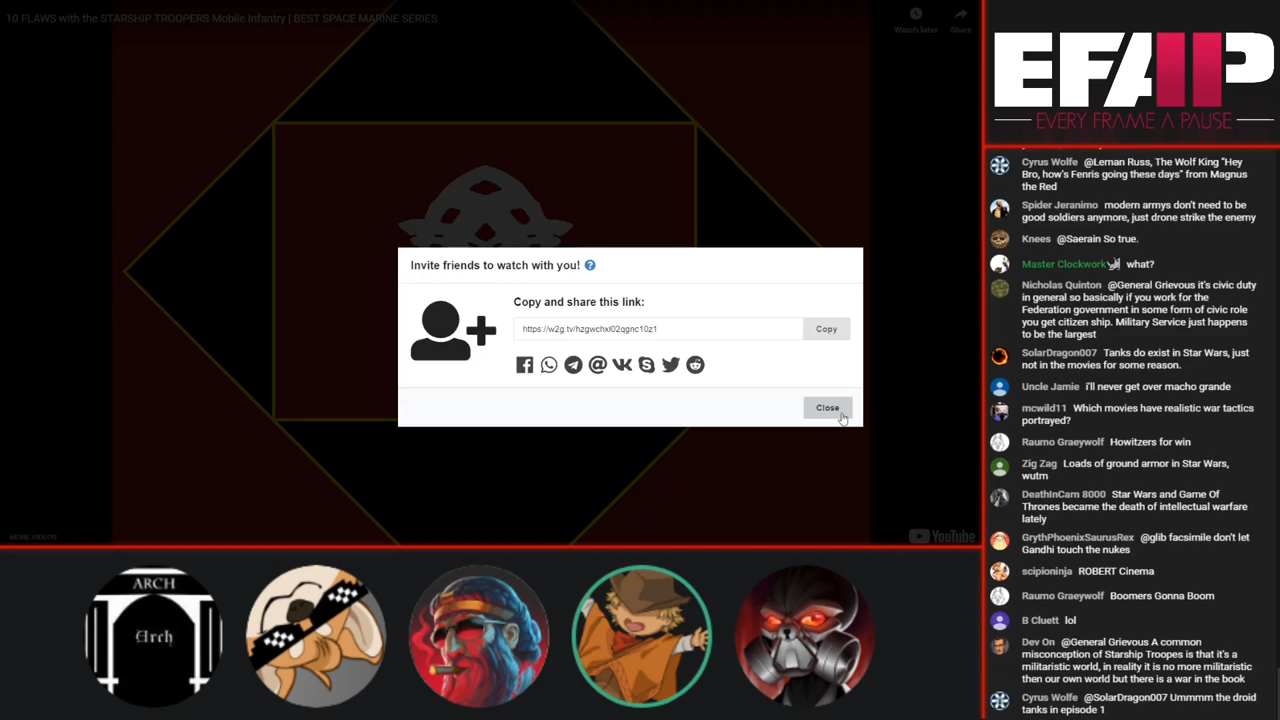 10 FLAWS with the STARSHIP TROOPERS Mobile Infantry | BEST SPACE MARINE SERIES
Watch later
Share
Invite friends to watch with you!
Copy and share this link:
https://w2g.tv/hzgwchxl02qgnc10z1
Copy
Close
MORE VIDEOS
YouTube
ARCH
Arch
EFAP
EVERY FRAME A PAUSE
Cyrus Wolfe @Leman Russ, The Wolf King "Hey
Bro, how's Fenris going these days" from Magnus
the Red
Spider Jeranimo modern armys don't need to be
good soldiers anymore, just drone strike the enemy
Knees @Saerain So true.
Master Clockwork what?
Nicholas Quinton @General Grievous it's civic duty
in general so basically if you work for the
Federation government in some form of civic role
you get citizen ship. Military Service just happens
to be the largest
SolarDragon007 Tanks do exist in Star Wars, just
not in the movies for some reason.
Uncle Jamie i'll never get over macho grande
mcwild11 Which movies have realistic war tactics
portrayed?
Raumo Graeywolf Howitzers for win
Zig Zag Loads of ground armor in Star Wars,
wutm
DeathInCam 8000 Star Wars and Game Of
Thrones became the death of intellectual warfare
lately
GrythPhoenixSaurusRex @glib facsimile don't let
Gandhi touch the nukes
scipioninja ROBERT Cinema
Raumo Graeywolf Boomers Gonna Boom
B Cluett lol
Dev On @General Grievous A common
misconception of Starship Troopes is that it's a
militaristic world, in reality it is no more militaristic
then our own world but there is a war in the book
Cyrus Wolfe @SolarDragon007 Ummmm the droid
tanks in episode 1